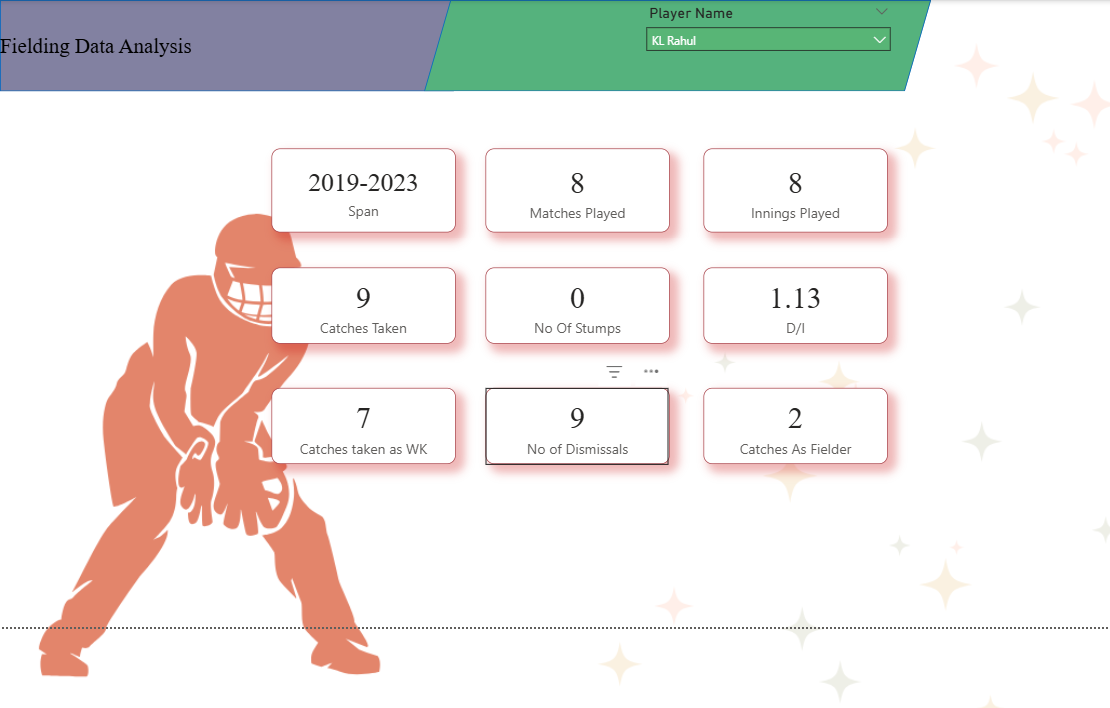 Player Name
KL Rahul
Fielding Data Analysis
2019-2023
Span
8
Matches Played
8
Innings Played
9
Catches Taken
0
No Of Stumps
1.13
D/I
7
Catches taken as WK
9
No of Dismissals
2
Catches As Fielder